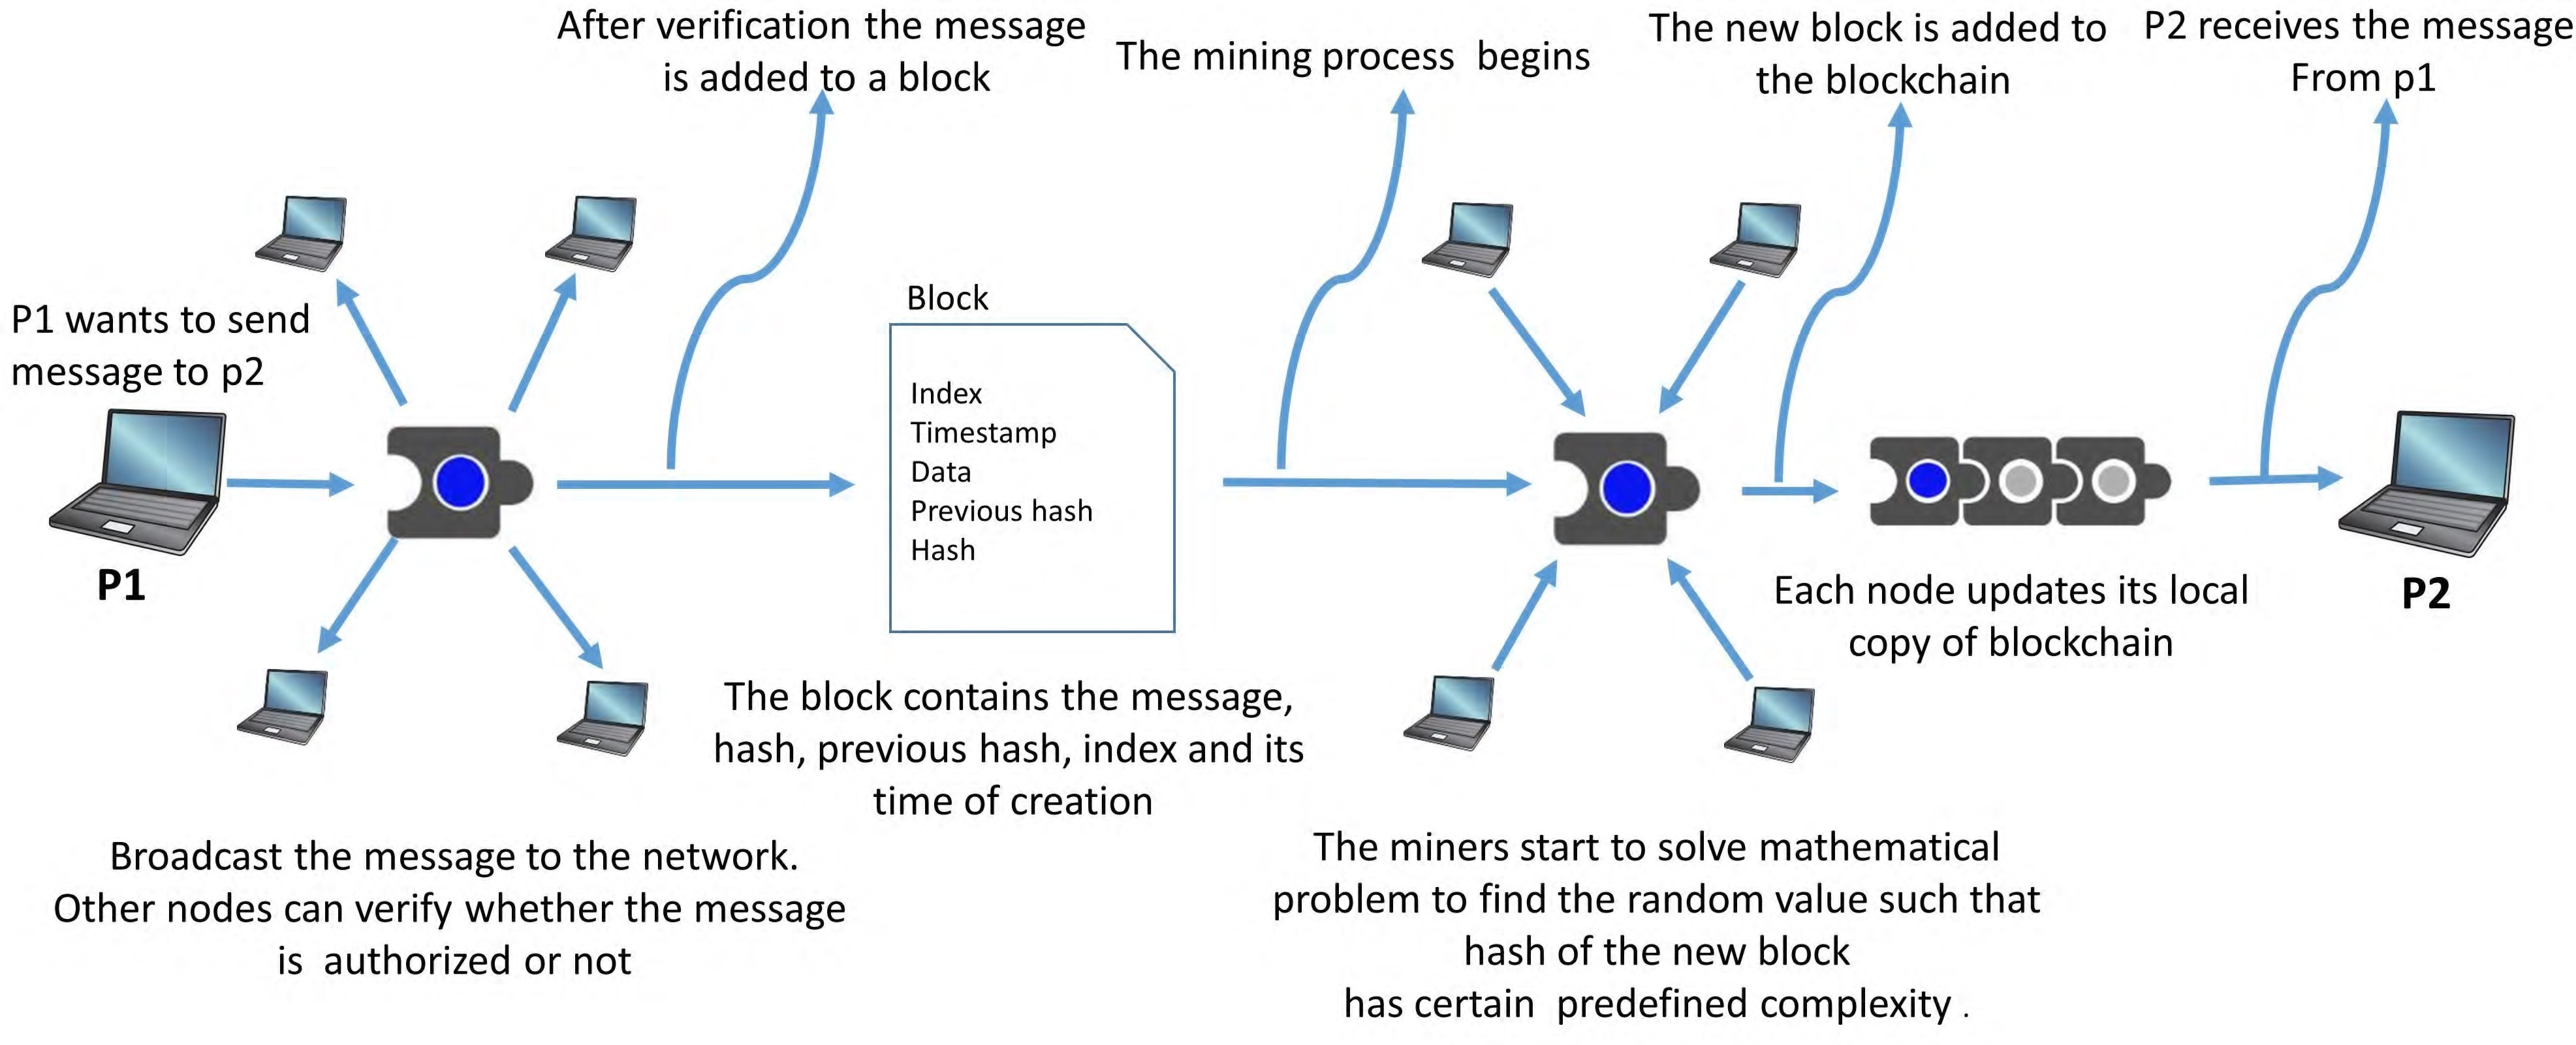 After verification the message
is added to a block
The mining process  begins
The new block is added to
the blockchain
P2 receives the message
From p1
P1 wants to send
message to p2
P1
Block
Index
Timestamp
Data
Previous hash
Hash
The block contains the message,
hash, previous hash, index and its
time of creation
Broadcast the message to the network.
Other nodes can verify whether the message
is  authorized or not
Each node updates its local
copy of blockchain
P2
The miners start to solve mathematical
problem to find the random value such that
hash of the new block
has certain  predefined complexity .